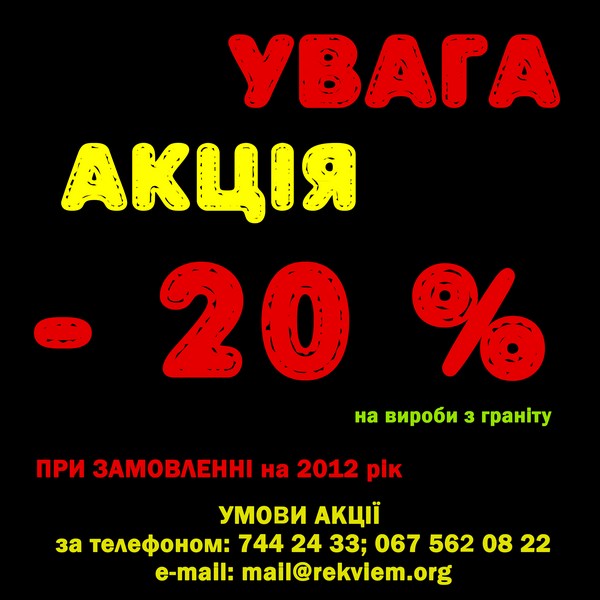 УВАГА
АКЦІЯ
- 20 %
на вироби з граніту
ПРИ ЗАМОВЛЕННІ на 2012 рік
УМОВИ АКЦІЇ
за телефоном: 744 24 33; 067 562 08 22
e-mail: mail@rekviem.org